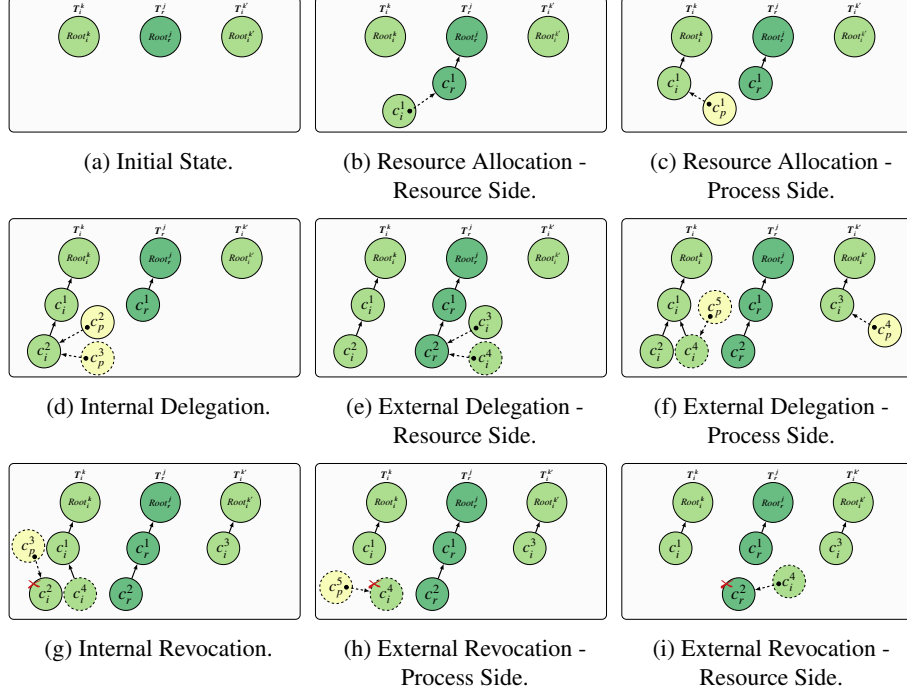 T_i^k T_r^j T_i^{k'}
Root_i^k Root_r^j Root_i^{k'}
c_r^1
c_i^1
(a) Initial State.
T_i^k T_r^j T_i^{k'}
Root_i^k Root_r^j Root_i^{k'}
c_r^1
c_i^1
(b) Resource Allocation -
Resource Side.
T_i^k T_r^j T_i^{k'}
Root_i^k Root_r^j Root_i^{k'}
c_i^1 c_r^1
c_p^1
(c) Resource Allocation -
Process Side.
T_i^k T_r^j T_i^{k'}
Root_i^k Root_r^j Root_i^{k'}
c_i^1 c_r^1
c_p^2
c_i^2 c_p^3
(d) Internal Delegation.
T_i^k T_r^j T_i^{k'}
Root_i^k Root_r^j Root_i^{k'}
c_i^1 c_r^1
c_i^3
c_i^2 c_r^2 c_i^4
(e) External Delegation -
Resource Side.
T_i^k T_r^j T_i^{k'}
Root_i^k Root_r^j Root_i^{k'}
c_i^1 c_p^5 c_r^1 c_i^3
c_p^4
c_i^2 c_i^4 c_r^2
(f) External Delegation -
Process Side.
T_i^k T_r^j T_i^{k'}
Root_i^k Root_r^j Root_i^{k'}
c_p^3 c_i^1 c_r^1 c_i^3
c_i^2 c_i^4 c_r^2
(g) Internal Revocation.
T_i^k T_r^j T_i^{k'}
Root_i^k Root_r^j Root_i^{k'}
c_i^1 c_r^1 c_i^3
c_p^5 c_i^4 c_r^2
(h) External Revocation -
Process Side.
T_i^k T_r^j T_i^{k'}
Root_i^k Root_r^j Root_i^{k'}
c_i^1 c_r^1 c_i^3
c_r^2 c_i^4
(i) External Revocation -
Resource Side.